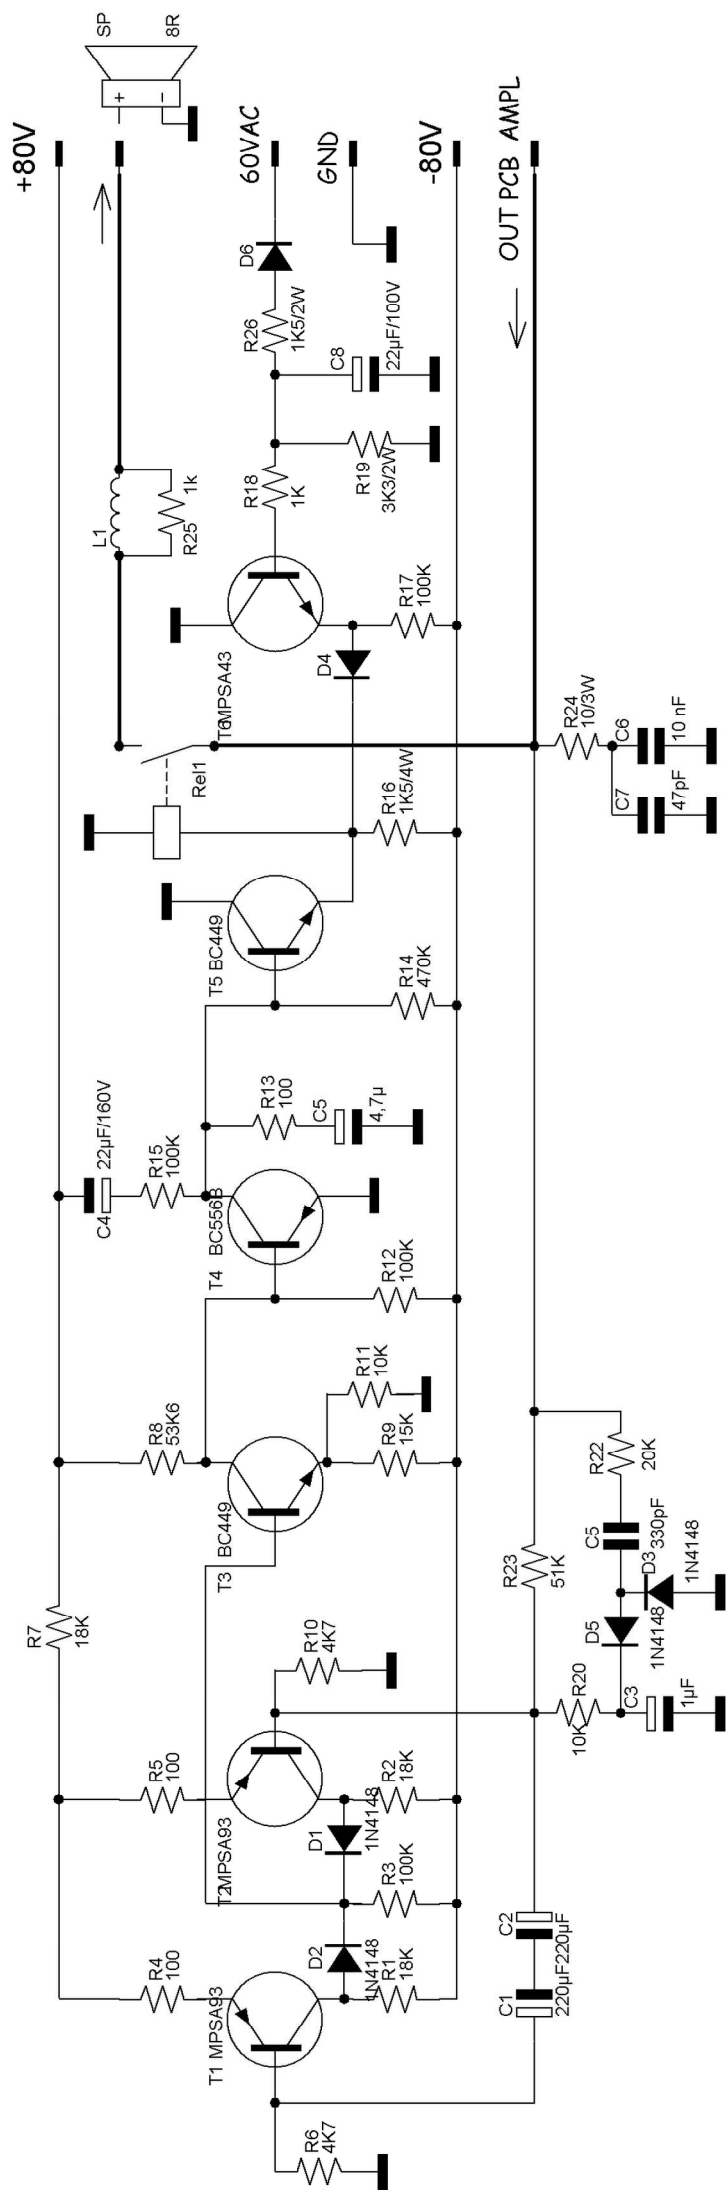 SP
8R
+80V
60VAC
GND
-80V
OUT PCB AMPL
D6
R26
1K5/2W
C8
22µF/100V
R19
3K3/2W
R18
1K
L1
1k
R25
R17
100K
T6
MPSA43
D4
Rel1
R24
10/3W
C6
10 nF
C7
47pF
R16
1K5/4W
T5 BC449
R14
470K
22µF/160V
C4
R15
100K
R13
100
C5
4,7µ
BC556B
T4
R12
100K
R11
10K
R8
53K6
BC449
T3
R9
15K
R22
20K
C5
330pF
D3
1N4148
D5
1N4148
R23
51K
R7
18K
R10
4K7
R20
10K
C3
1µF
R5
100
T2
MPSA93
D1
1N4148
R2
18K
R3
100K
D2
1N4148
R1
18K
R4
100
T1 MPSA93
C2
220µF
C1
220µF
R6
4K7